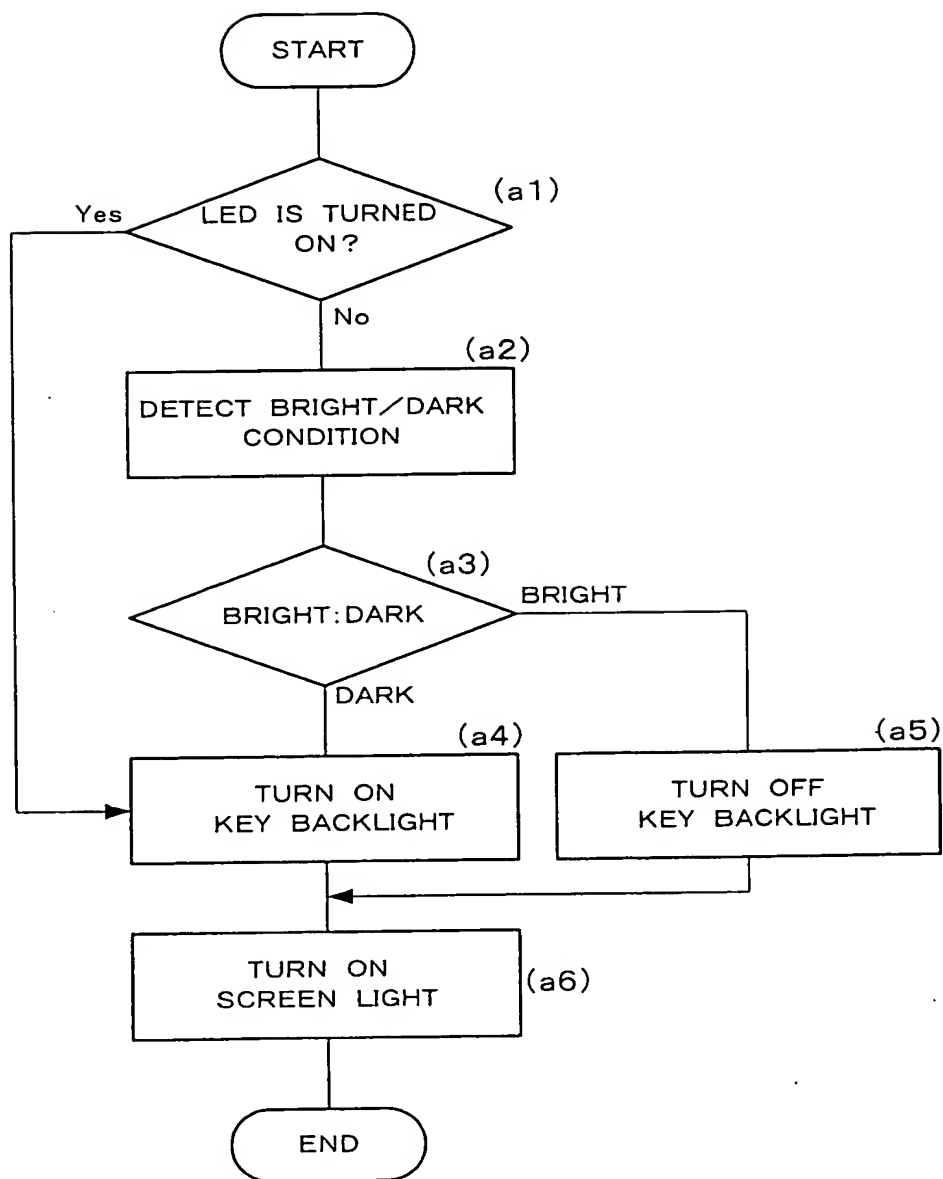 START
(a1)
Yes
LED IS TURNED
ON?
No
(a2)
DETECT BRIGHT/DARK
CONDITION
(a3)
BRIGHT:DARK
BRIGHT
DARK
(a4)
TURN ON
KEY BACKLIGHT
(a5)
TURN OFF
KEY BACKLIGHT
TURN ON
SCREEN LIGHT
(a6)
END